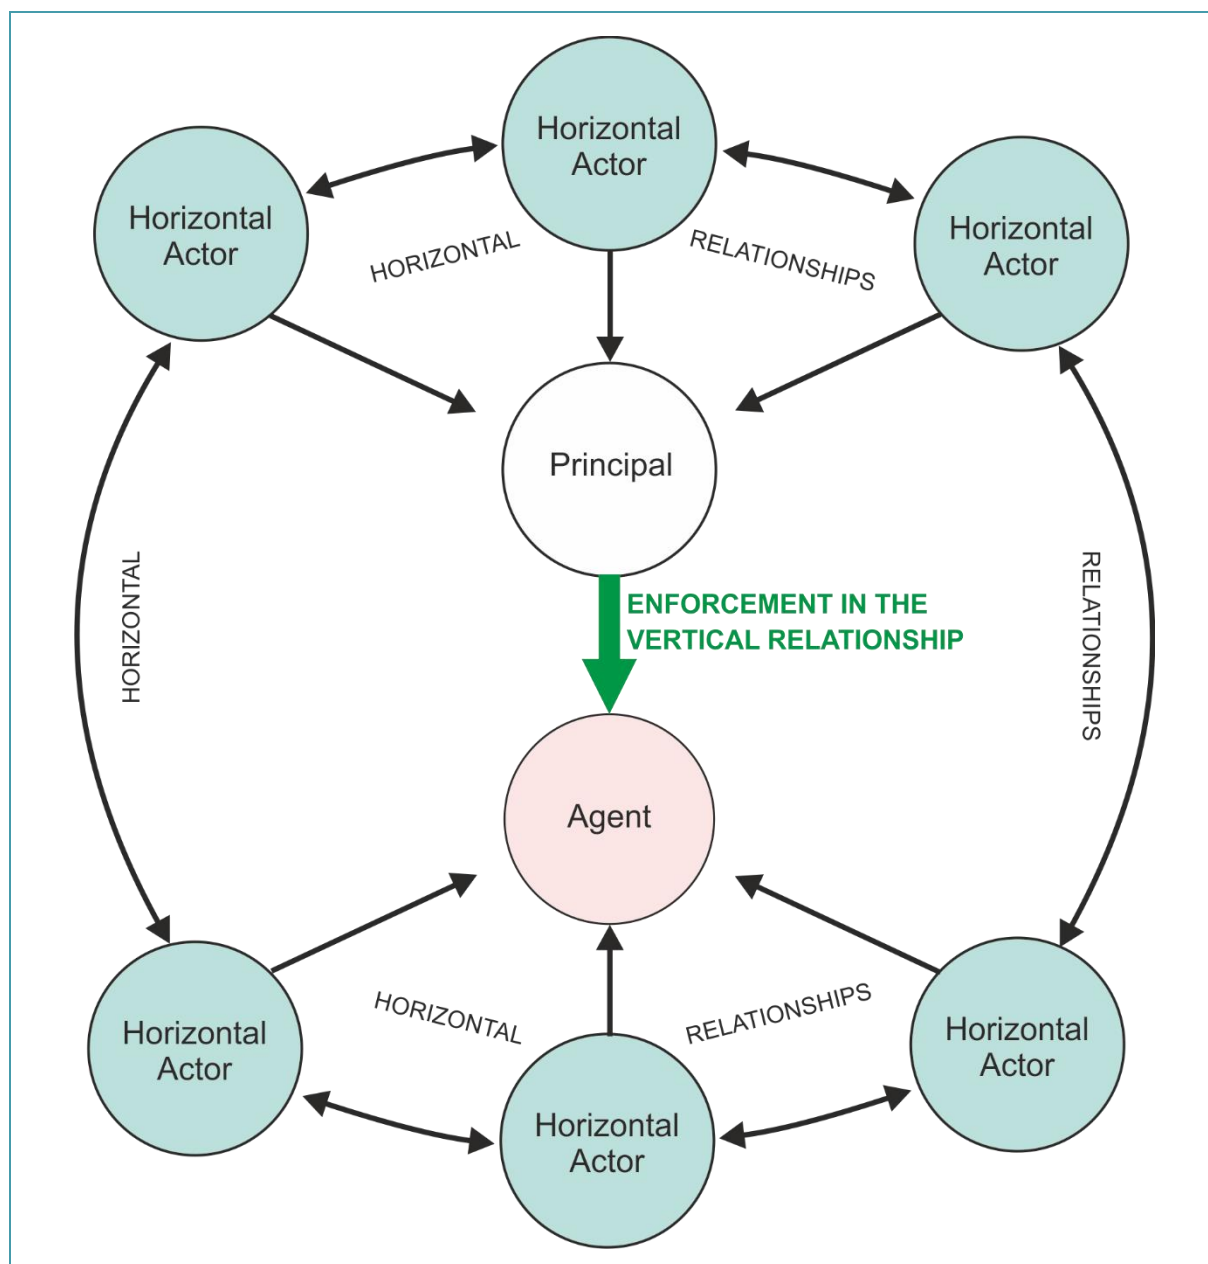 Horizontal
Actor
Horizontal
Actor
Horizontal
Actor
HORIZONTAL
RELATIONSHIPS
Principal
ENFORCEMENT IN THE
VERTICAL RELATIONSHIP
HORIZONTAL
RELATIONSHIPS
Agent
HORIZONTAL
RELATIONSHIPS
Horizontal
Actor
Horizontal
Actor
Horizontal
Actor